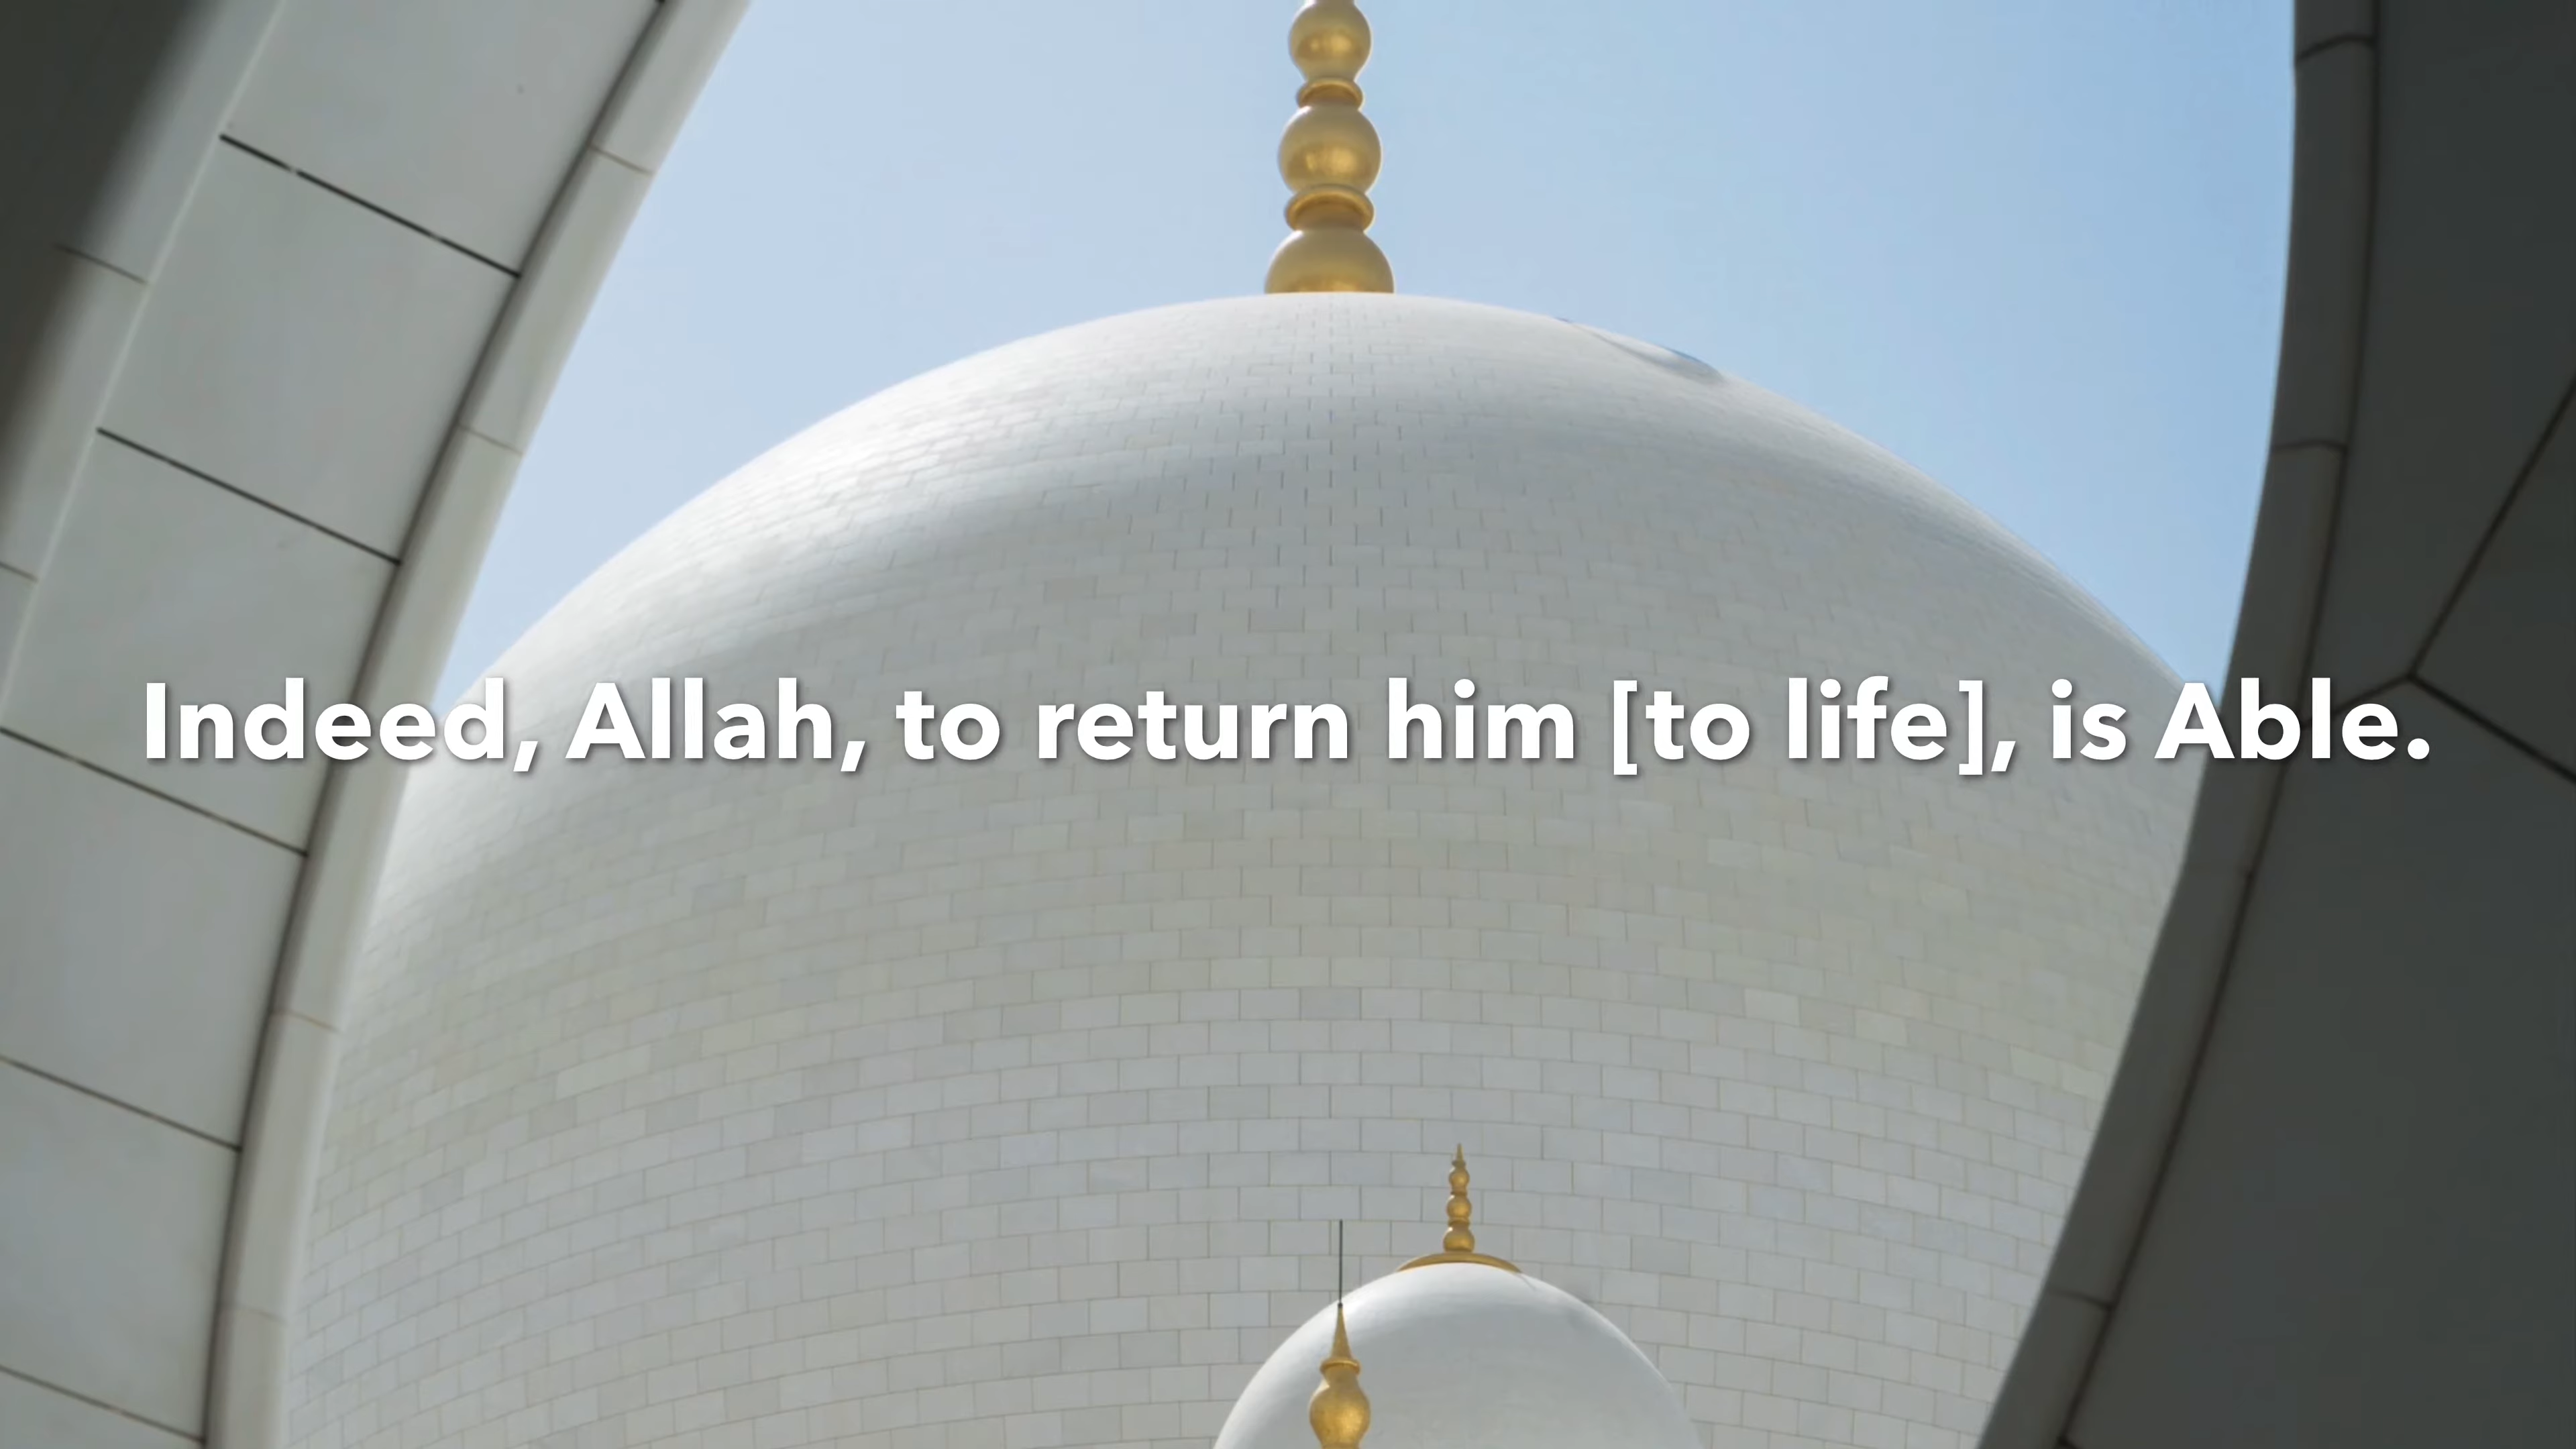 Indeed, Allah, to return him [to life], is Able.